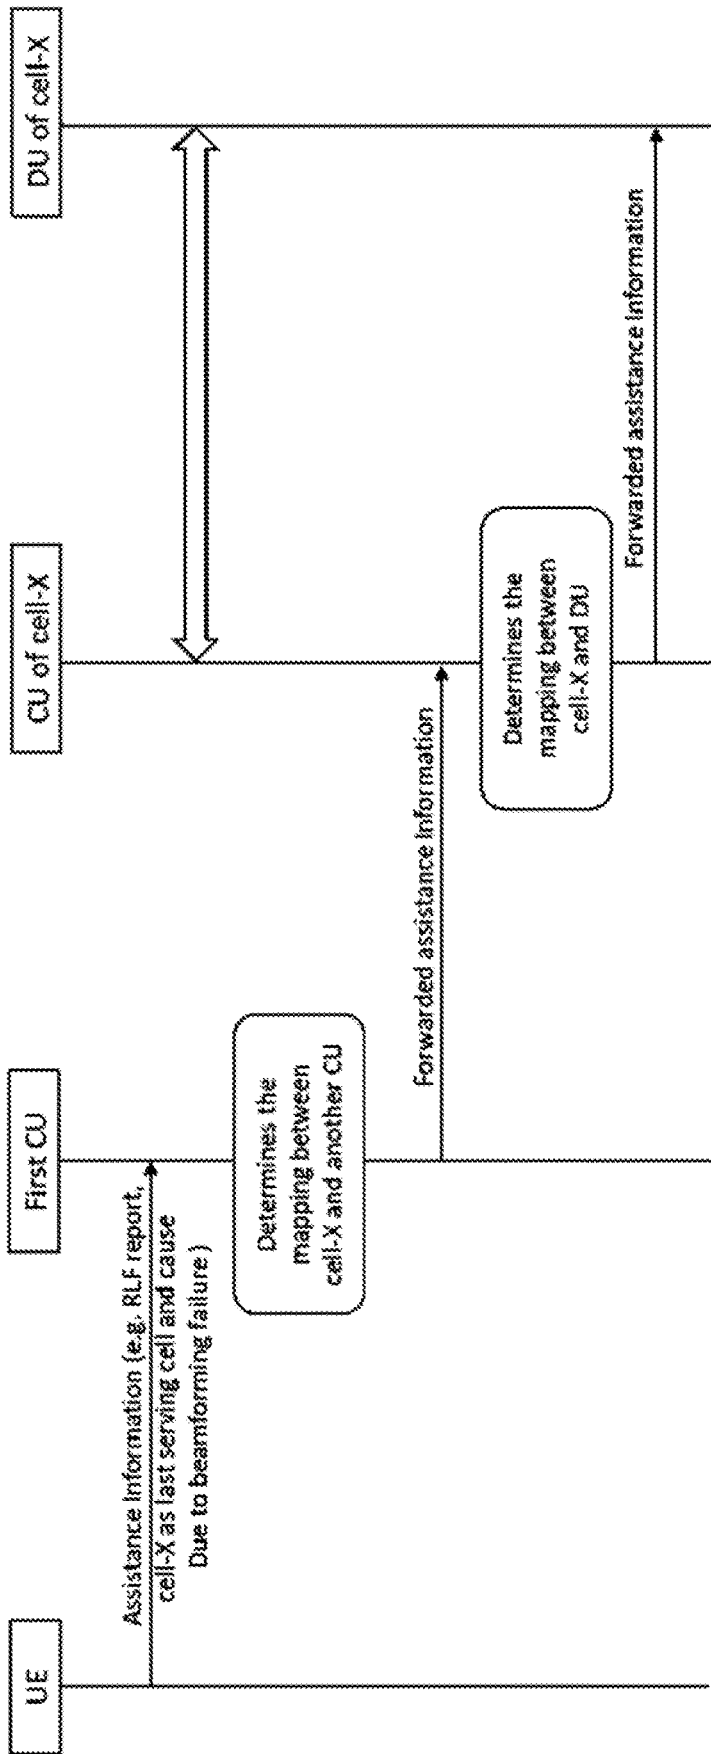 UE
First CU
CU of cell-X
DU of cell-X
Assistance Information (e.g. RLF report,
cell-X as last serving cell and cause
Due to beamforming failure )
Determines the
mapping between
cell-X and another CU
Forwarded assistance information
Determines the
mapping between
cell-X and DU
Forwarded assistance information